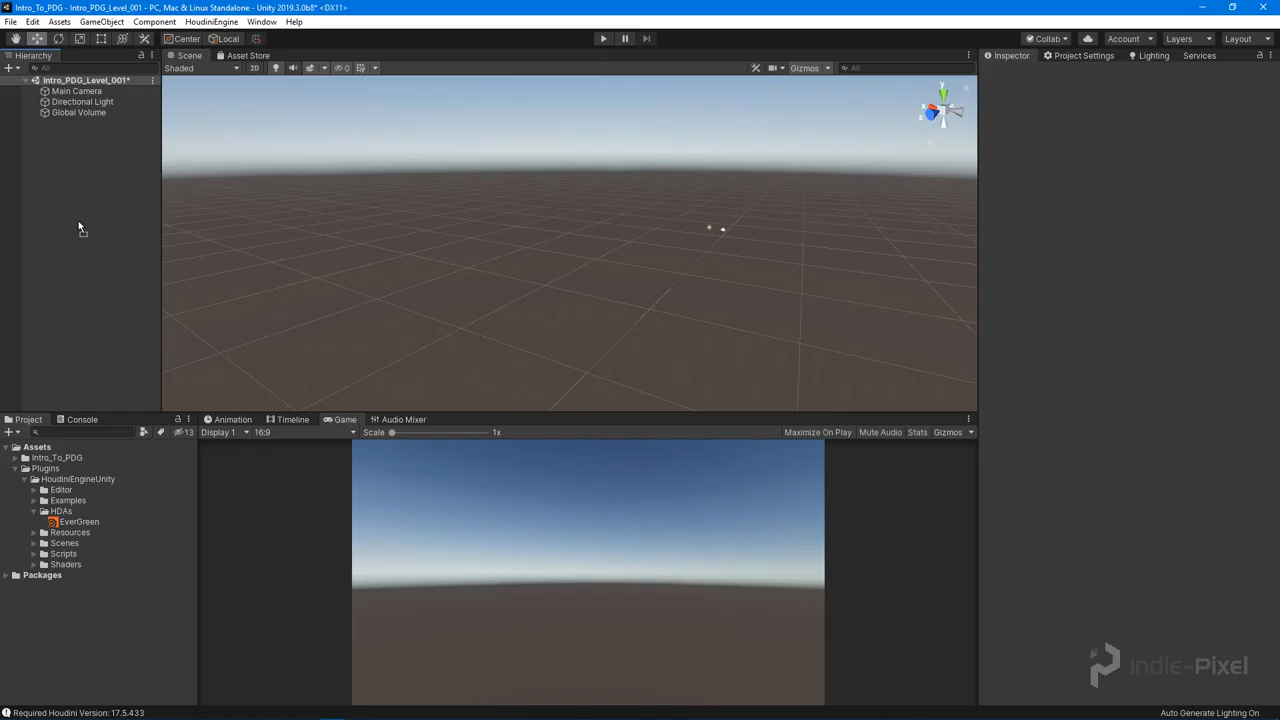 Intro_To_PDG - Intro_PDG_Level_001 - PC, Mac & Linux Standalone - Unity 2019.3.0b8* <DX11>
File Edit Assets GameObject Component HoudiniEngine Window Help
Center Local Collab Account Layers Layout
Hierarchy Scene Asset Store Inspector Project Settings Lighting Services
All Shaded 2D 0 Gizmos All
Intro_PDG_Level_001*
Main Camera
Directional Light
Global Volume
y
x
z
Project Console Animation Timeline Game Audio Mixer
13 Display 1 16:9 Scale 1x Maximize On Play Mute Audio Stats Gizmos
Assets
Intro_To_PDG
Plugins
HoudiniEngineUnity
Editor
Examples
HDAs
EverGreen
Resources
Scenes
Scripts
Shaders
Packages
Indie-Pixel
Required Houdini Version: 17.5.433 Auto Generate Lighting On